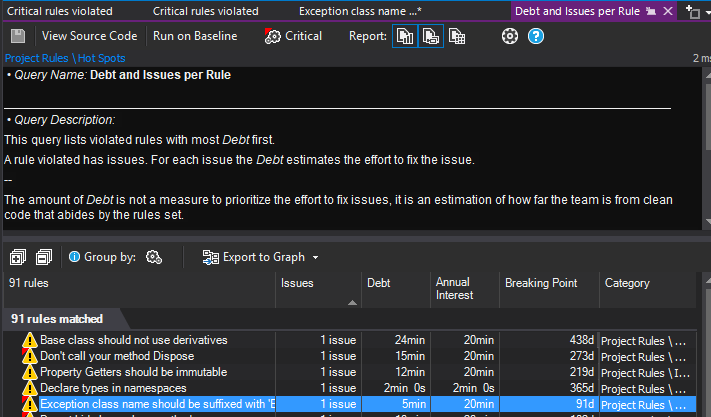 Critical rules violated Critical rules violated Exception class name ...* Debt and Issues per Rule
View Source Code Run on Baseline Critical Report:
Project Rules \ Hot Spots 2 ms
• Query Name: Debt and Issues per Rule
• Query Description:
This query lists violated rules with most Debt first.
A rule violated has issues. For each issue the Debt estimates the effort to fix the issue.
--
The amount of Debt is not a measure to prioritize the effort to fix issues, it is an estimation of how far the team is from clean
code that abides by the rules set.
Group by: Export to Graph
91 rules Issues Debt Annual Interest Breaking Point Category
91 rules matched
Base class should not use derivatives 1 issue 24min 20min 438d Project Rules \ ...
Don't call your method Dispose 1 issue 15min 20min 273d Project Rules \ ...
Property Getters should be immutable 1 issue 12min 20min 219d Project Rules \ I...
Declare types in namespaces 1 issue 2min 0s 2min 0s 365d Project Rules \ ...
Exception class name should be suffixed with 'E 1 issue 5min 20min 91d Project Rules \ ...